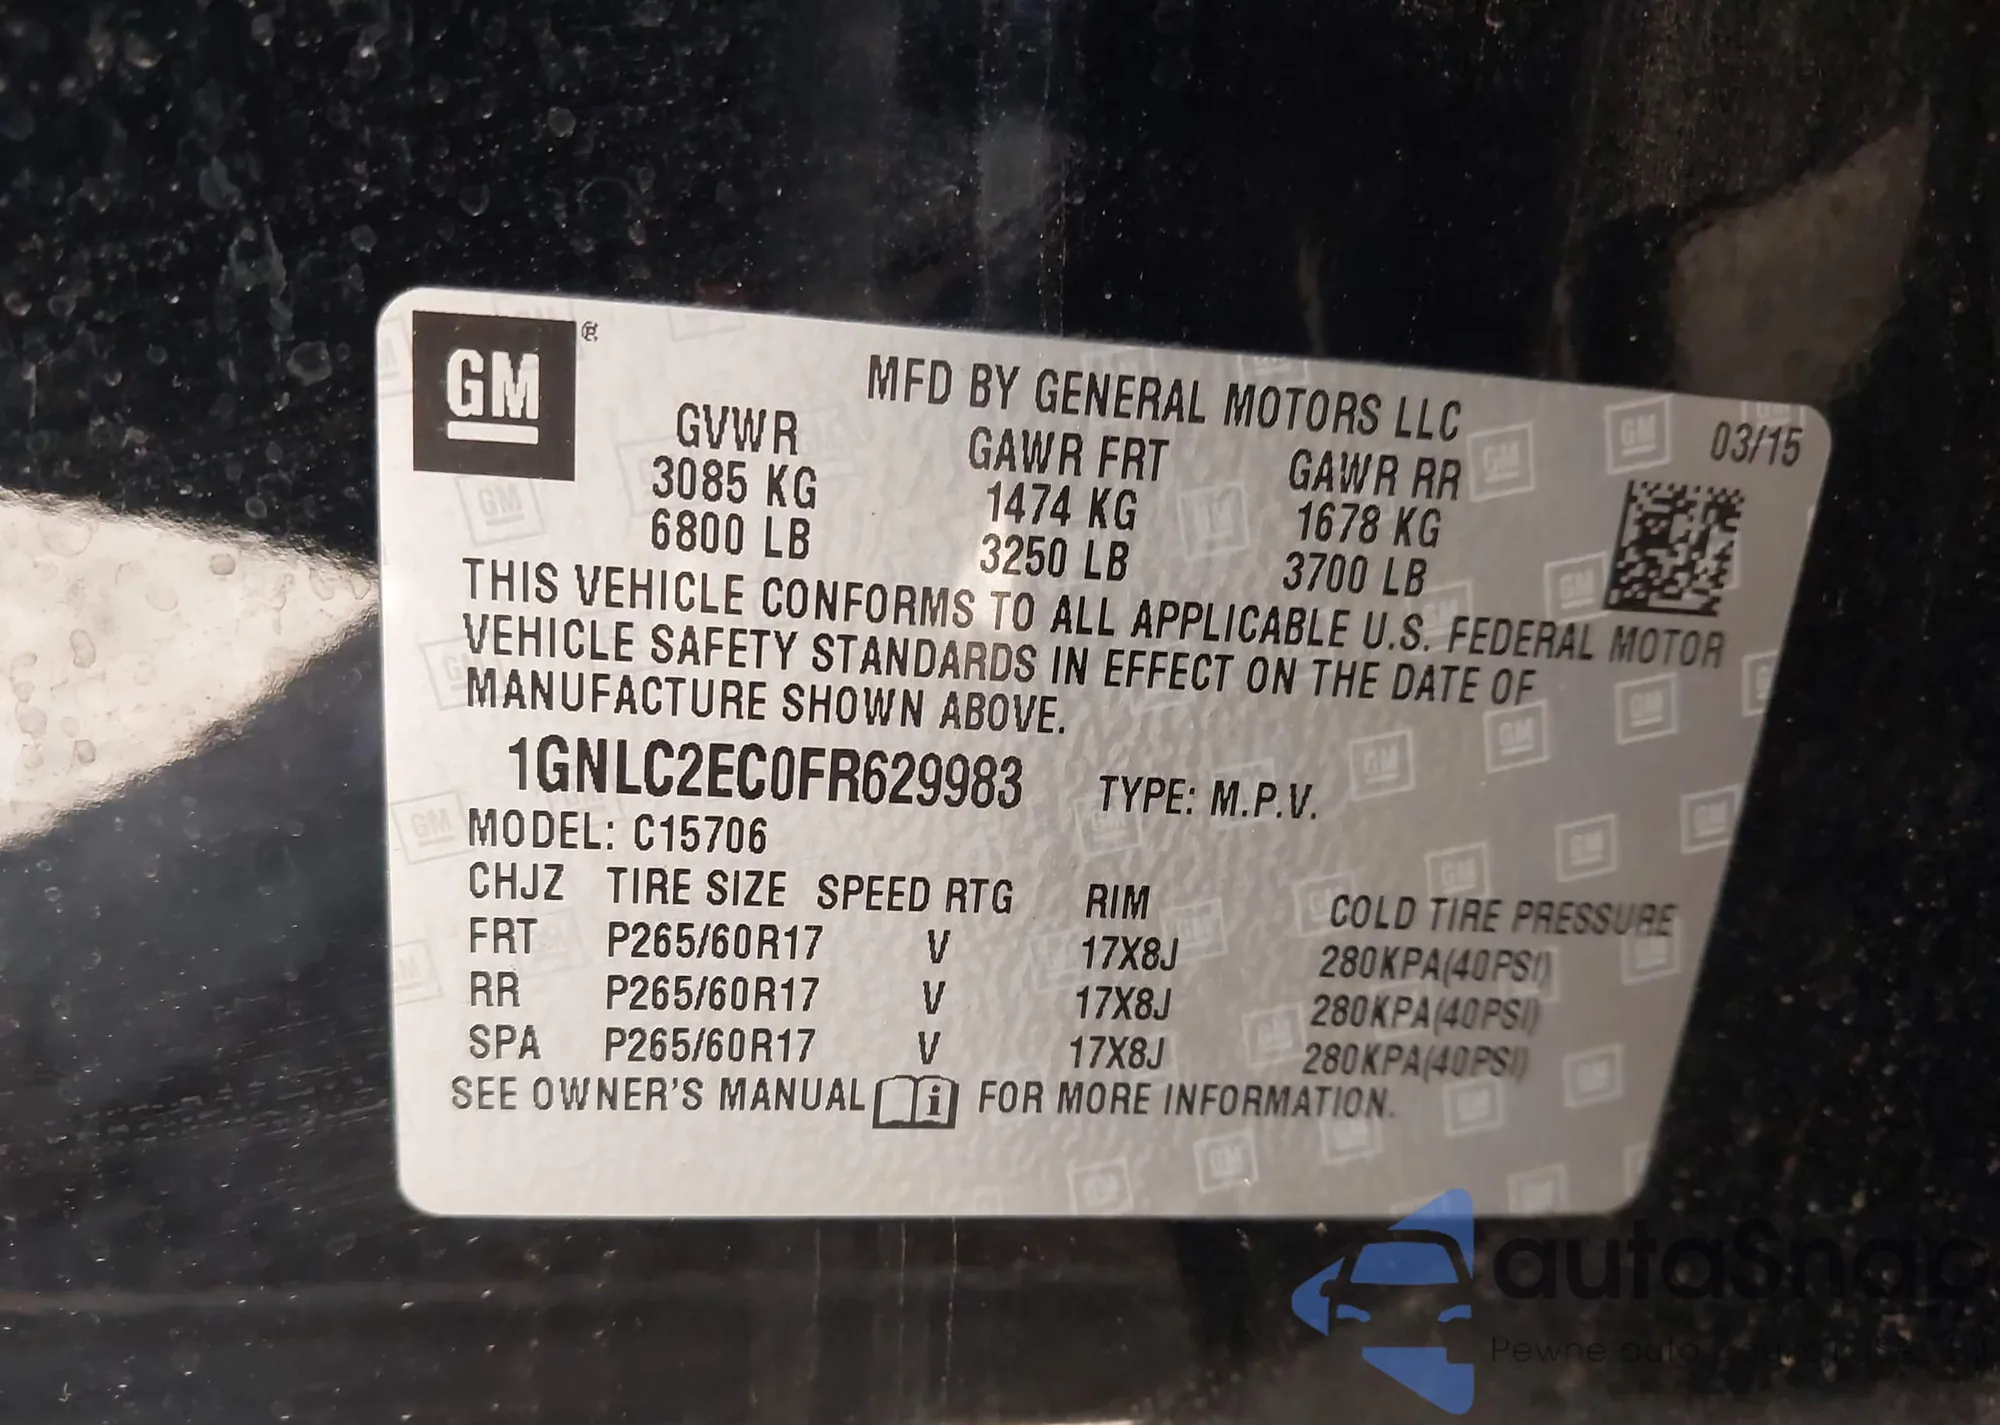 GM
MFD BY GENERAL MOTORS LLC
03/15
GVWR GAWR FRT GAWR RR
3085 KG 1474 KG 1678 KG
6800 LB 3250 LB 3700 LB
THIS VEHICLE CONFORMS TO ALL APPLICABLE U.S. FEDERAL MOTOR
VEHICLE SAFETY STANDARDS IN EFFECT ON THE DATE OF
MANUFACTURE SHOWN ABOVE.
1GNLC2EC0FR629983 TYPE: M.P.V.
MODEL: C15706
CHJZ TIRE SIZE SPEED RTG RIM COLD TIRE PRESSURE
FRT P265/60R17 V 17X8J 280KPA(40PSI)
RR P265/60R17 V 17X8J 280KPA(40PSI)
SPA P265/60R17 V 17X8J 280KPA(40PSI)
SEE OWNER'S MANUAL i FOR MORE INFORMATION.
autaSnap
Pewne auta